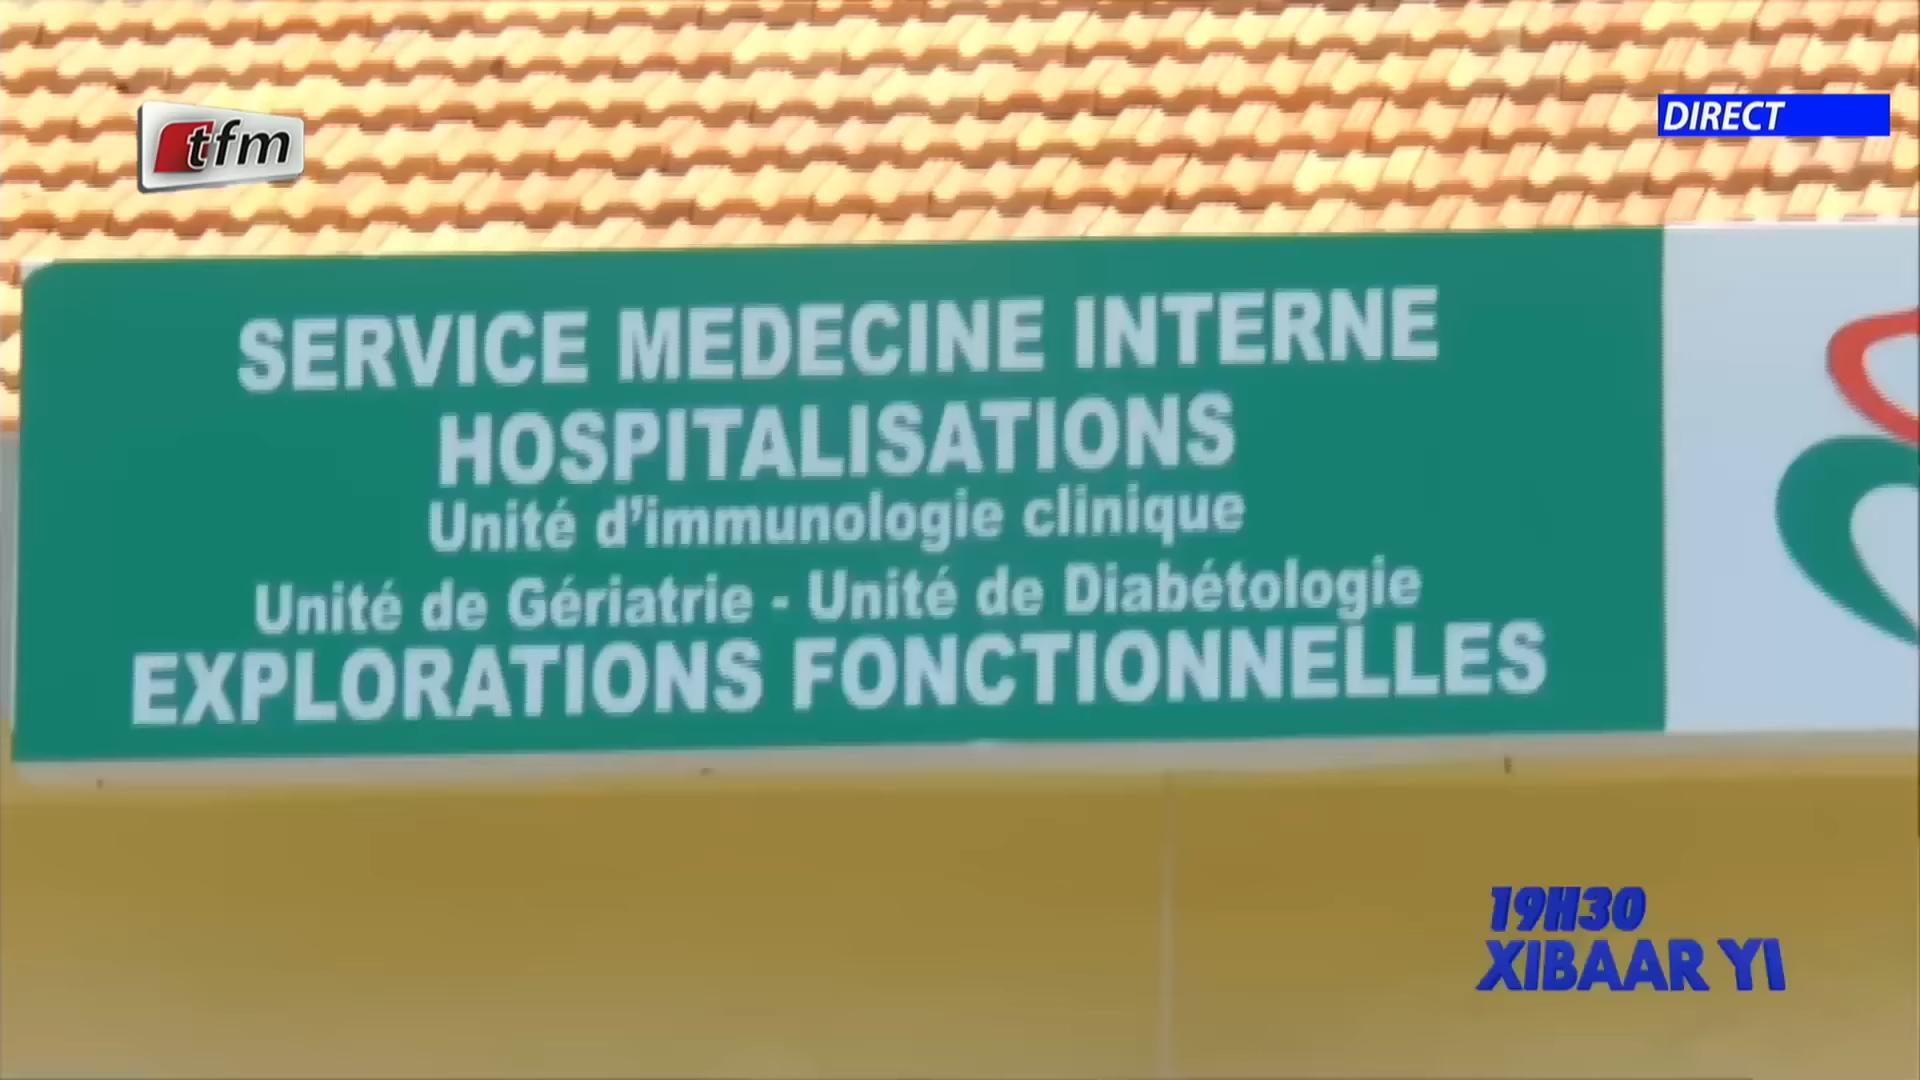 tfm
DIRECT
SERVICE MEDECINE INTERNE
HOSPITALISATIONS
Unité d'immunologie clinique
Unité de Gériatrie - Unité de Diabétologie
EXPLORATIONS FONCTIONNELLES
19H30
XIBAAR YI